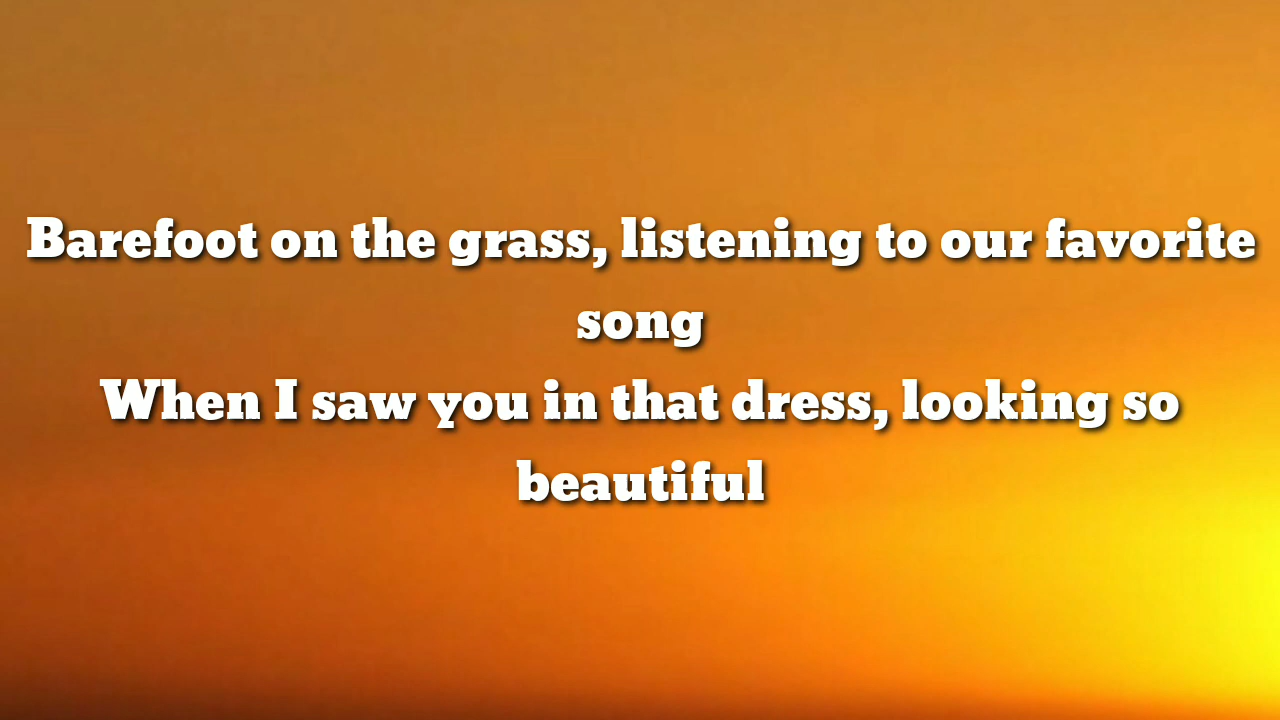 Barefoot on the grass, listening to our favorite
song
When I saw you in that dress, looking so
beautiful